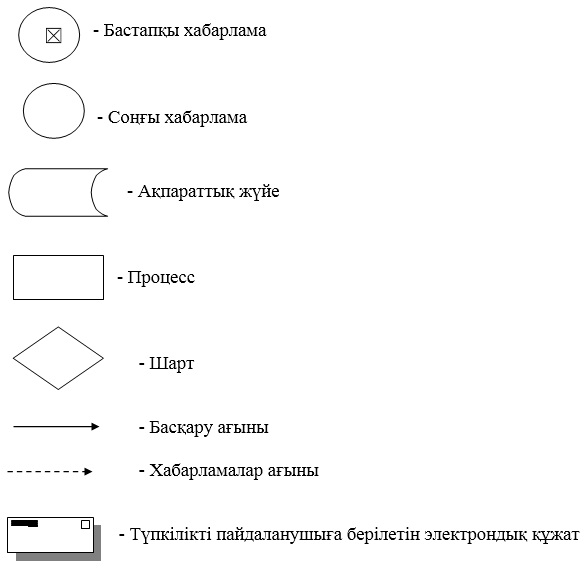 - Бастапқы хабарлама
- Соңғы хабарлама
- Ақпараттық жүйе
- Процесс
- Шарт
- Басқару ағыны
- Хабарламалар ағыны
- Түпкілікті пайдаланушыға берілетін электрондық құжат